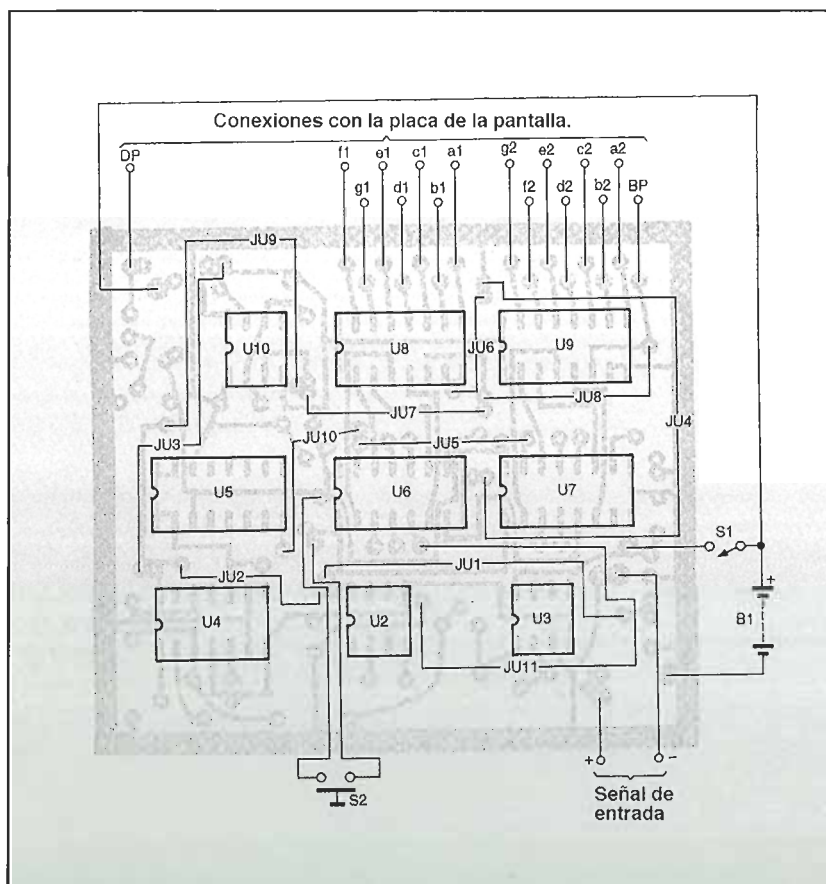 Conexiones con la placa de la pantalla.
DP f1 e1 c1 a1 g2 e2 c2 a2
g1 d1 b1 f2 d2 b2 BP
JU9
U10 U8 JU6 U9
JU7 JU8
JU3 JU10 JU5 JU4
U5 U6 U7
S1
JU2 JU1 +
U4 U2 U3 B1
JU11
+ -
S2
Señal de
entrada